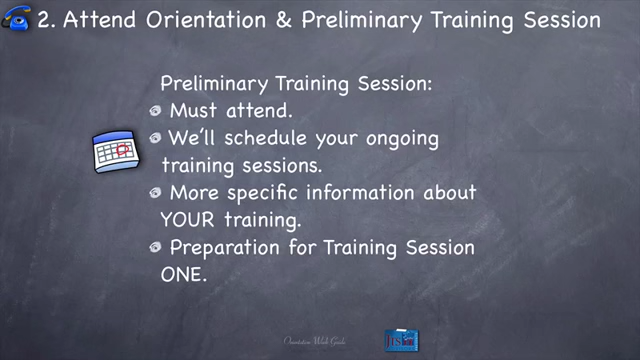 2. Attend Orientation & Preliminary Training Session
Preliminary Training Session:
Must attend.
We'll schedule your ongoing
training sessions.
More specific information about
YOUR training.
Preparation for Training Session
ONE.